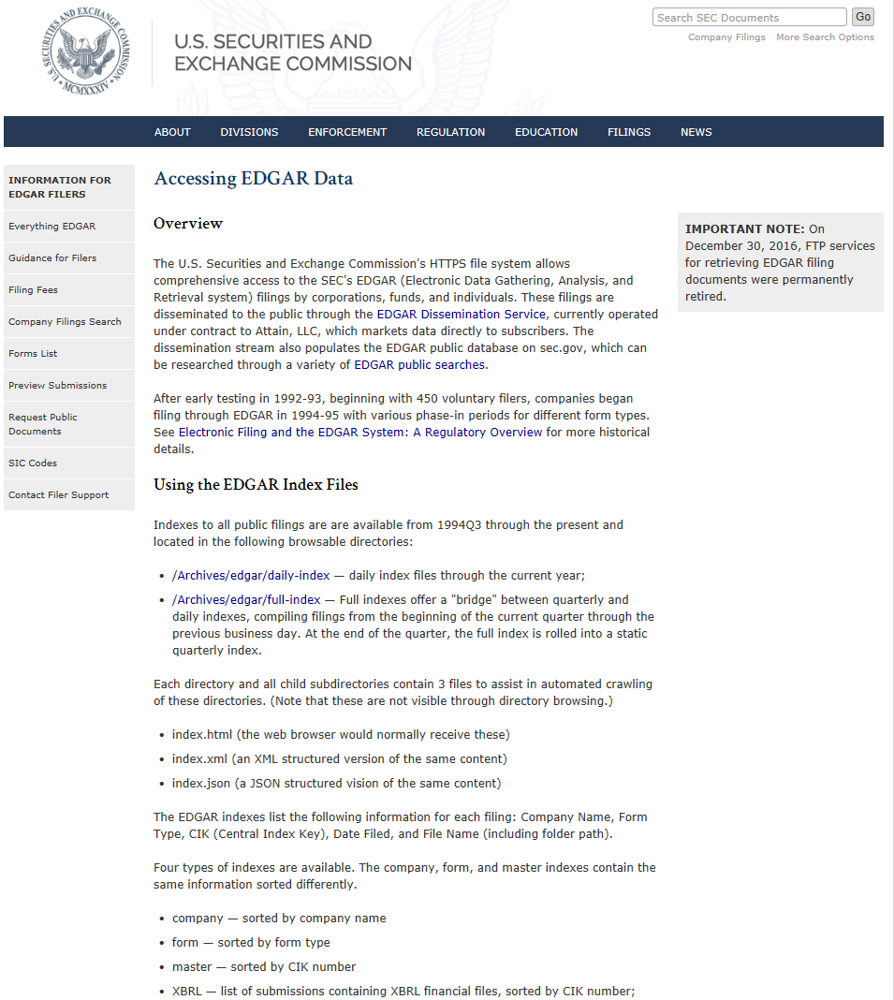 U.S. SECURITIES AND EXCHANGE COMMISSION
MCMXXXIV
U.S. SECURITIES AND
EXCHANGE COMMISSION
Search SEC Documents
Go
Company Filings More Search Options
ABOUT DIVISIONS ENFORCEMENT REGULATION EDUCATION FILINGS NEWS
INFORMATION FOR
EDGAR FILERS
Everything EDGAR
Guidance for Filers
Filing Fees
Company Filings Search
Forms List
Preview Submissions
Request Public
Documents
SIC Codes
Contact Filer Support
Accessing EDGAR Data
Overview
The U.S. Securities and Exchange Commission's HTTPS file system allows
comprehensive access to the SEC's EDGAR (Electronic Data Gathering, Analysis, and
Retrieval system) filings by corporations, funds, and individuals. These filings are
disseminated to the public through the EDGAR Dissemination Service, currently operated
under contract to Attain, LLC, which markets data directly to subscribers. The
dissemination stream also populates the EDGAR public database on sec.gov, which can
be researched through a variety of EDGAR public searches.
After early testing in 1992-93, beginning with 450 voluntary filers, companies began
filing through EDGAR in 1994-95 with various phase-in periods for different form types.
See Electronic Filing and the EDGAR System: A Regulatory Overview for more historical
details.
Using the EDGAR Index Files
Indexes to all public filings are are available from 1994Q3 through the present and
located in the following browsable directories:
• /Archives/edgar/daily-index — daily index files through the current year;
• /Archives/edgar/full-index — Full indexes offer a "bridge" between quarterly and
daily indexes, compiling filings from the beginning of the current quarter through the
previous business day. At the end of the quarter, the full index is rolled into a static
quarterly index.
Each directory and all child subdirectories contain 3 files to assist in automated crawling
of these directories. (Note that these are not visible through directory browsing.)
• index.html (the web browser would normally receive these)
• index.xml (an XML structured version of the same content)
• index.json (a JSON structured vision of the same content)
The EDGAR indexes list the following information for each filing: Company Name, Form
Type, CIK (Central Index Key), Date Filed, and File Name (including folder path).
Four types of indexes are available. The company, form, and master indexes contain the
same information sorted differently.
• company — sorted by company name
• form — sorted by form type
• master — sorted by CIK number
• XBRL — list of submissions containing XBRL financial files, sorted by CIK number;
IMPORTANT NOTE: On
December 30, 2016, FTP services
for retrieving EDGAR filing
documents were permanently
retired.